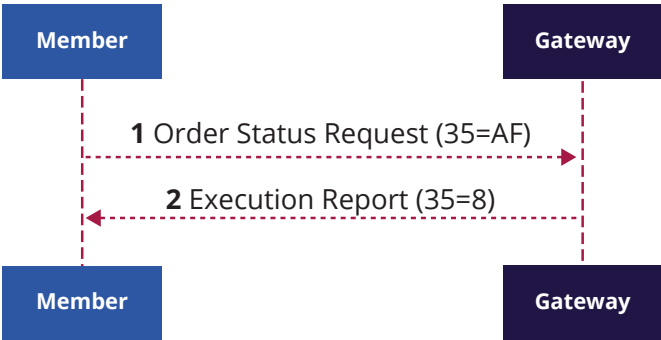 Member
Gateway
1 Order Status Request (35=AF)
2 Execution Report (35=8)
Member
Gateway